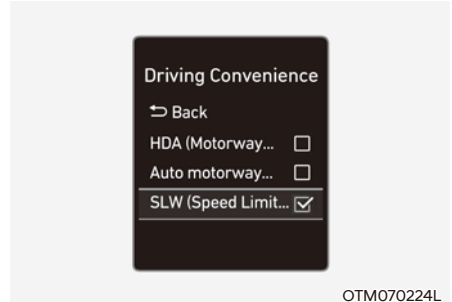 Driving Convenience
⮌ Back
HDA (Motorway...
Auto motorway...
SLW (Speed Limit...
OTM070224L